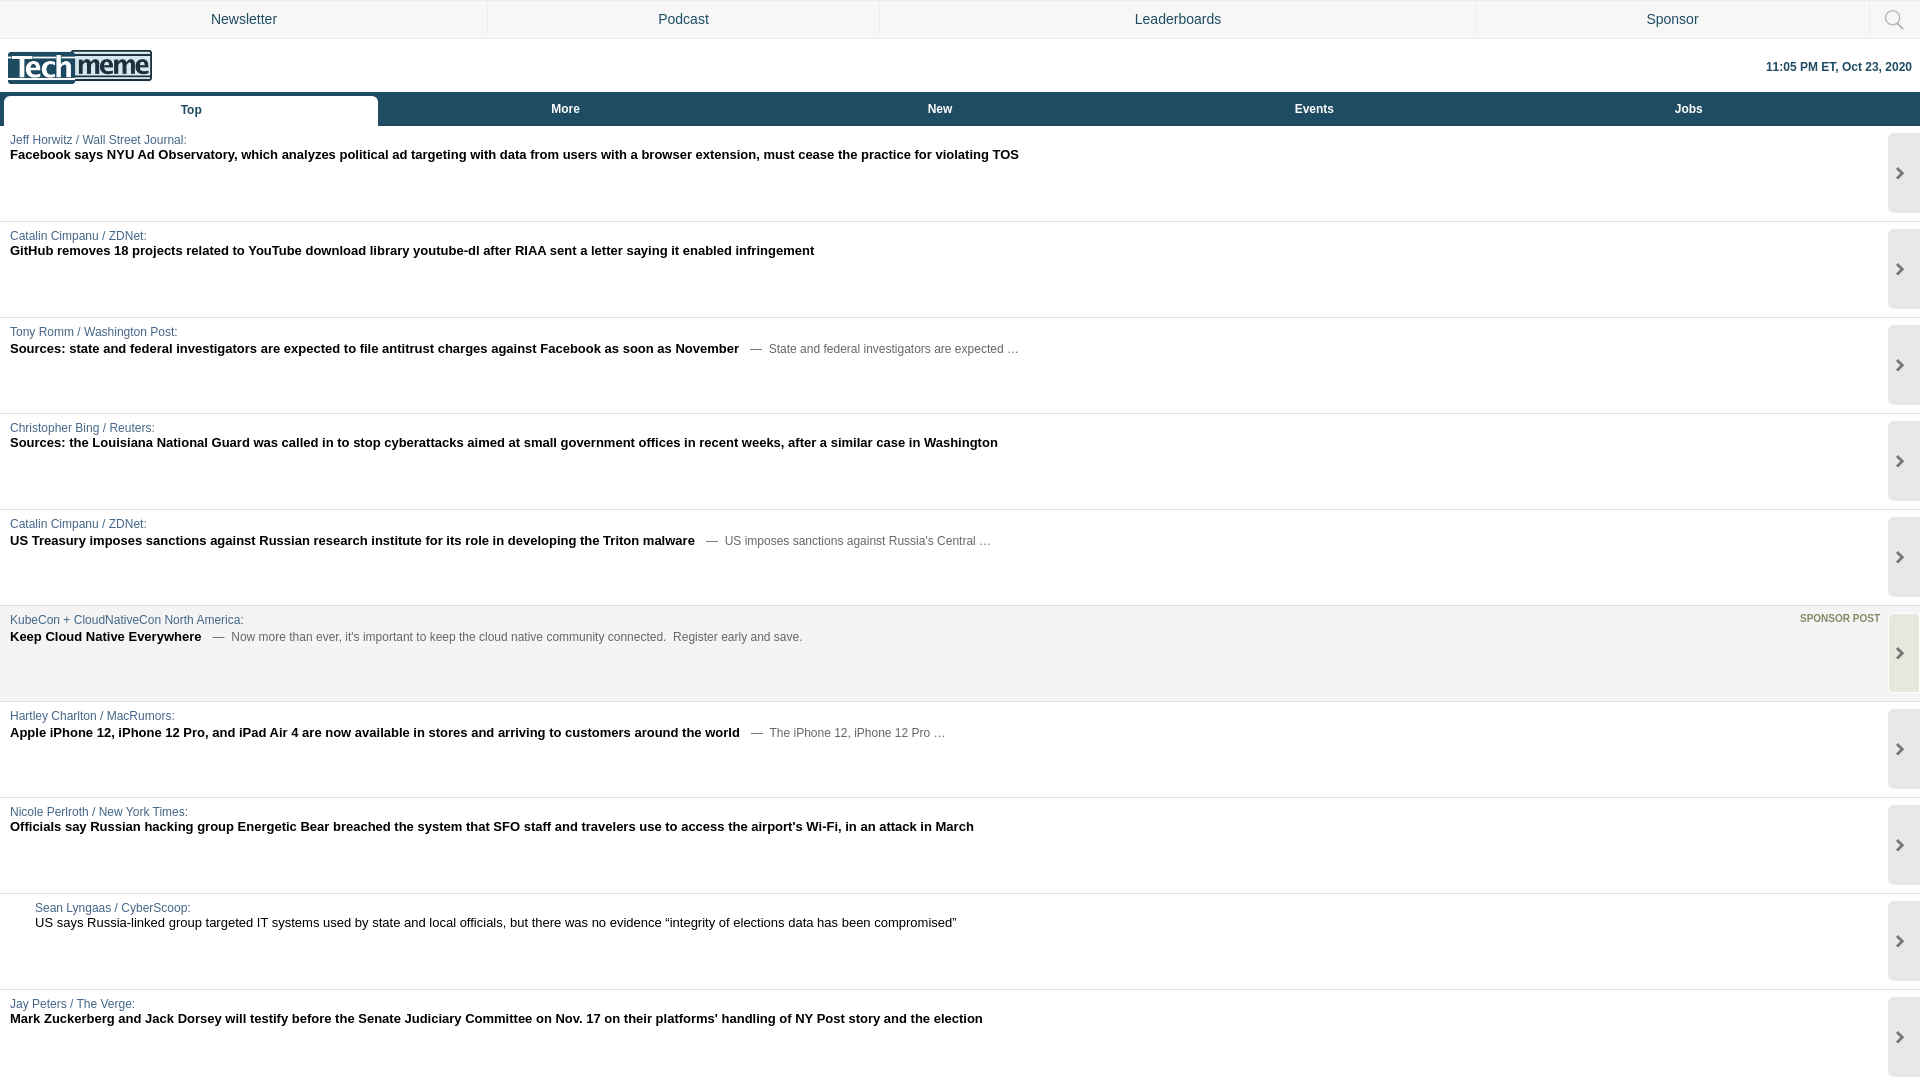 Newsletter
Podcast
Leaderboards
Sponsor
Techmeme
11:05 PM ET, Oct 23, 2020
Top
More
New
Events
Jobs
Jeff Horwitz / Wall Street Journal:
Facebook says NYU Ad Observatory, which analyzes political ad targeting with data from users with a browser extension, must cease the practice for violating TOS
Catalin Cimpanu / ZDNet:
GitHub removes 18 projects related to YouTube download library youtube-dl after RIAA sent a letter saying it enabled infringement
Tony Romm / Washington Post:
Sources: state and federal investigators are expected to file antitrust charges against Facebook as soon as November — State and federal investigators are expected …
Christopher Bing / Reuters:
Sources: the Louisiana National Guard was called in to stop cyberattacks aimed at small government offices in recent weeks, after a similar case in Washington
Catalin Cimpanu / ZDNet:
US Treasury imposes sanctions against Russian research institute for its role in developing the Triton malware — US imposes sanctions against Russia's Central …
KubeCon + CloudNativeCon North America:
SPONSOR POST
Keep Cloud Native Everywhere — Now more than ever, it's important to keep the cloud native community connected. Register early and save.
Hartley Charlton / MacRumors:
Apple iPhone 12, iPhone 12 Pro, and iPad Air 4 are now available in stores and arriving to customers around the world — The iPhone 12, iPhone 12 Pro …
Nicole Perlroth / New York Times:
Officials say Russian hacking group Energetic Bear breached the system that SFO staff and travelers use to access the airport's Wi-Fi, in an attack in March
Sean Lyngaas / CyberScoop:
US says Russia-linked group targeted IT systems used by state and local officials, but there was no evidence “integrity of elections data has been compromised”
Jay Peters / The Verge:
Mark Zuckerberg and Jack Dorsey will testify before the Senate Judiciary Committee on Nov. 17 on their platforms' handling of NY Post story and the election